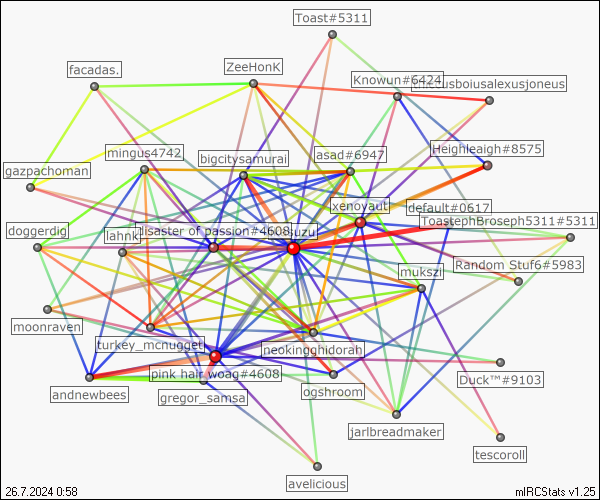 Toast#5311
facadas.
ZeeHonK
Knowun#6424
mingus4742
bigcitysamurai
asad#6947
Heighleaigh#8575
gazpachoman
xenoyaut
default#0617
ToastephBroseph5311#5311
doggerdig
lahnk
disaster of passion#4608
Random Stuf6#5983
mukszi
moonraven
turkey_mcnugget
neokingghidorah
Duck™#9103
pink hair woag#4608
andnewbees
gregor_samsa
ogshroom
jarlbreadmaker
tescoroll
avelicious
26.7.2024 0:58
mIRCStats v1.25